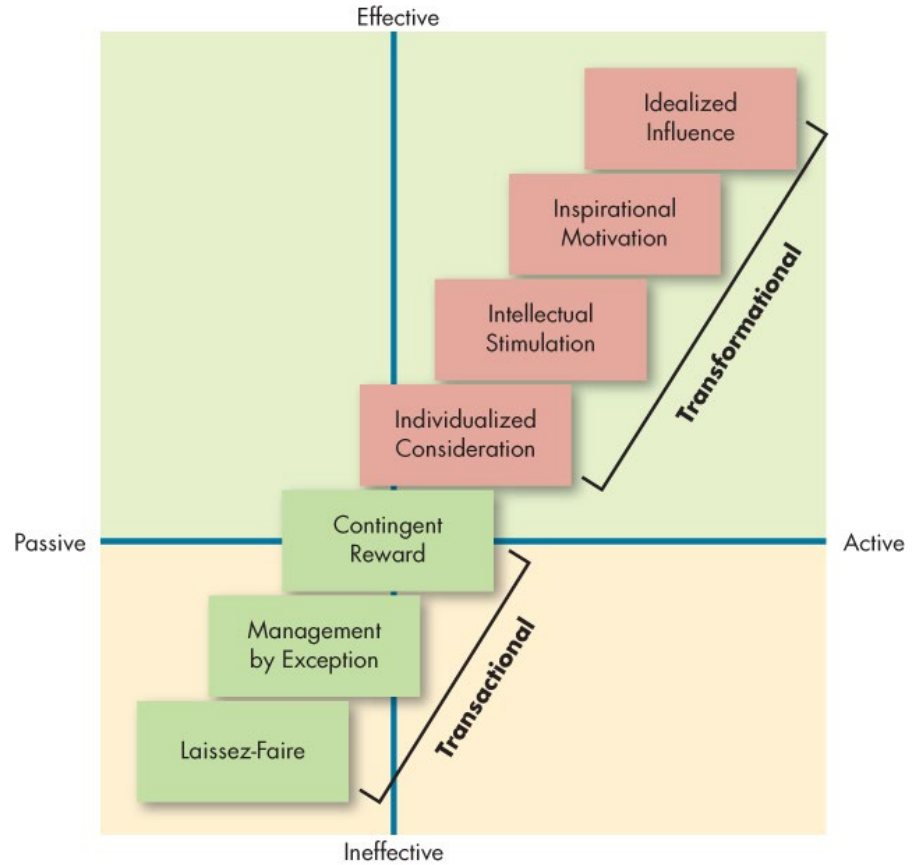 Effective
Idealized
Influence
Inspirational
Motivation
Intellectual
Stimulation
Transformational
Individualized
Consideration
Contingent
Reward
Passive
Active
Management
by Exception
Transactional
Laissez-Faire
Ineffective